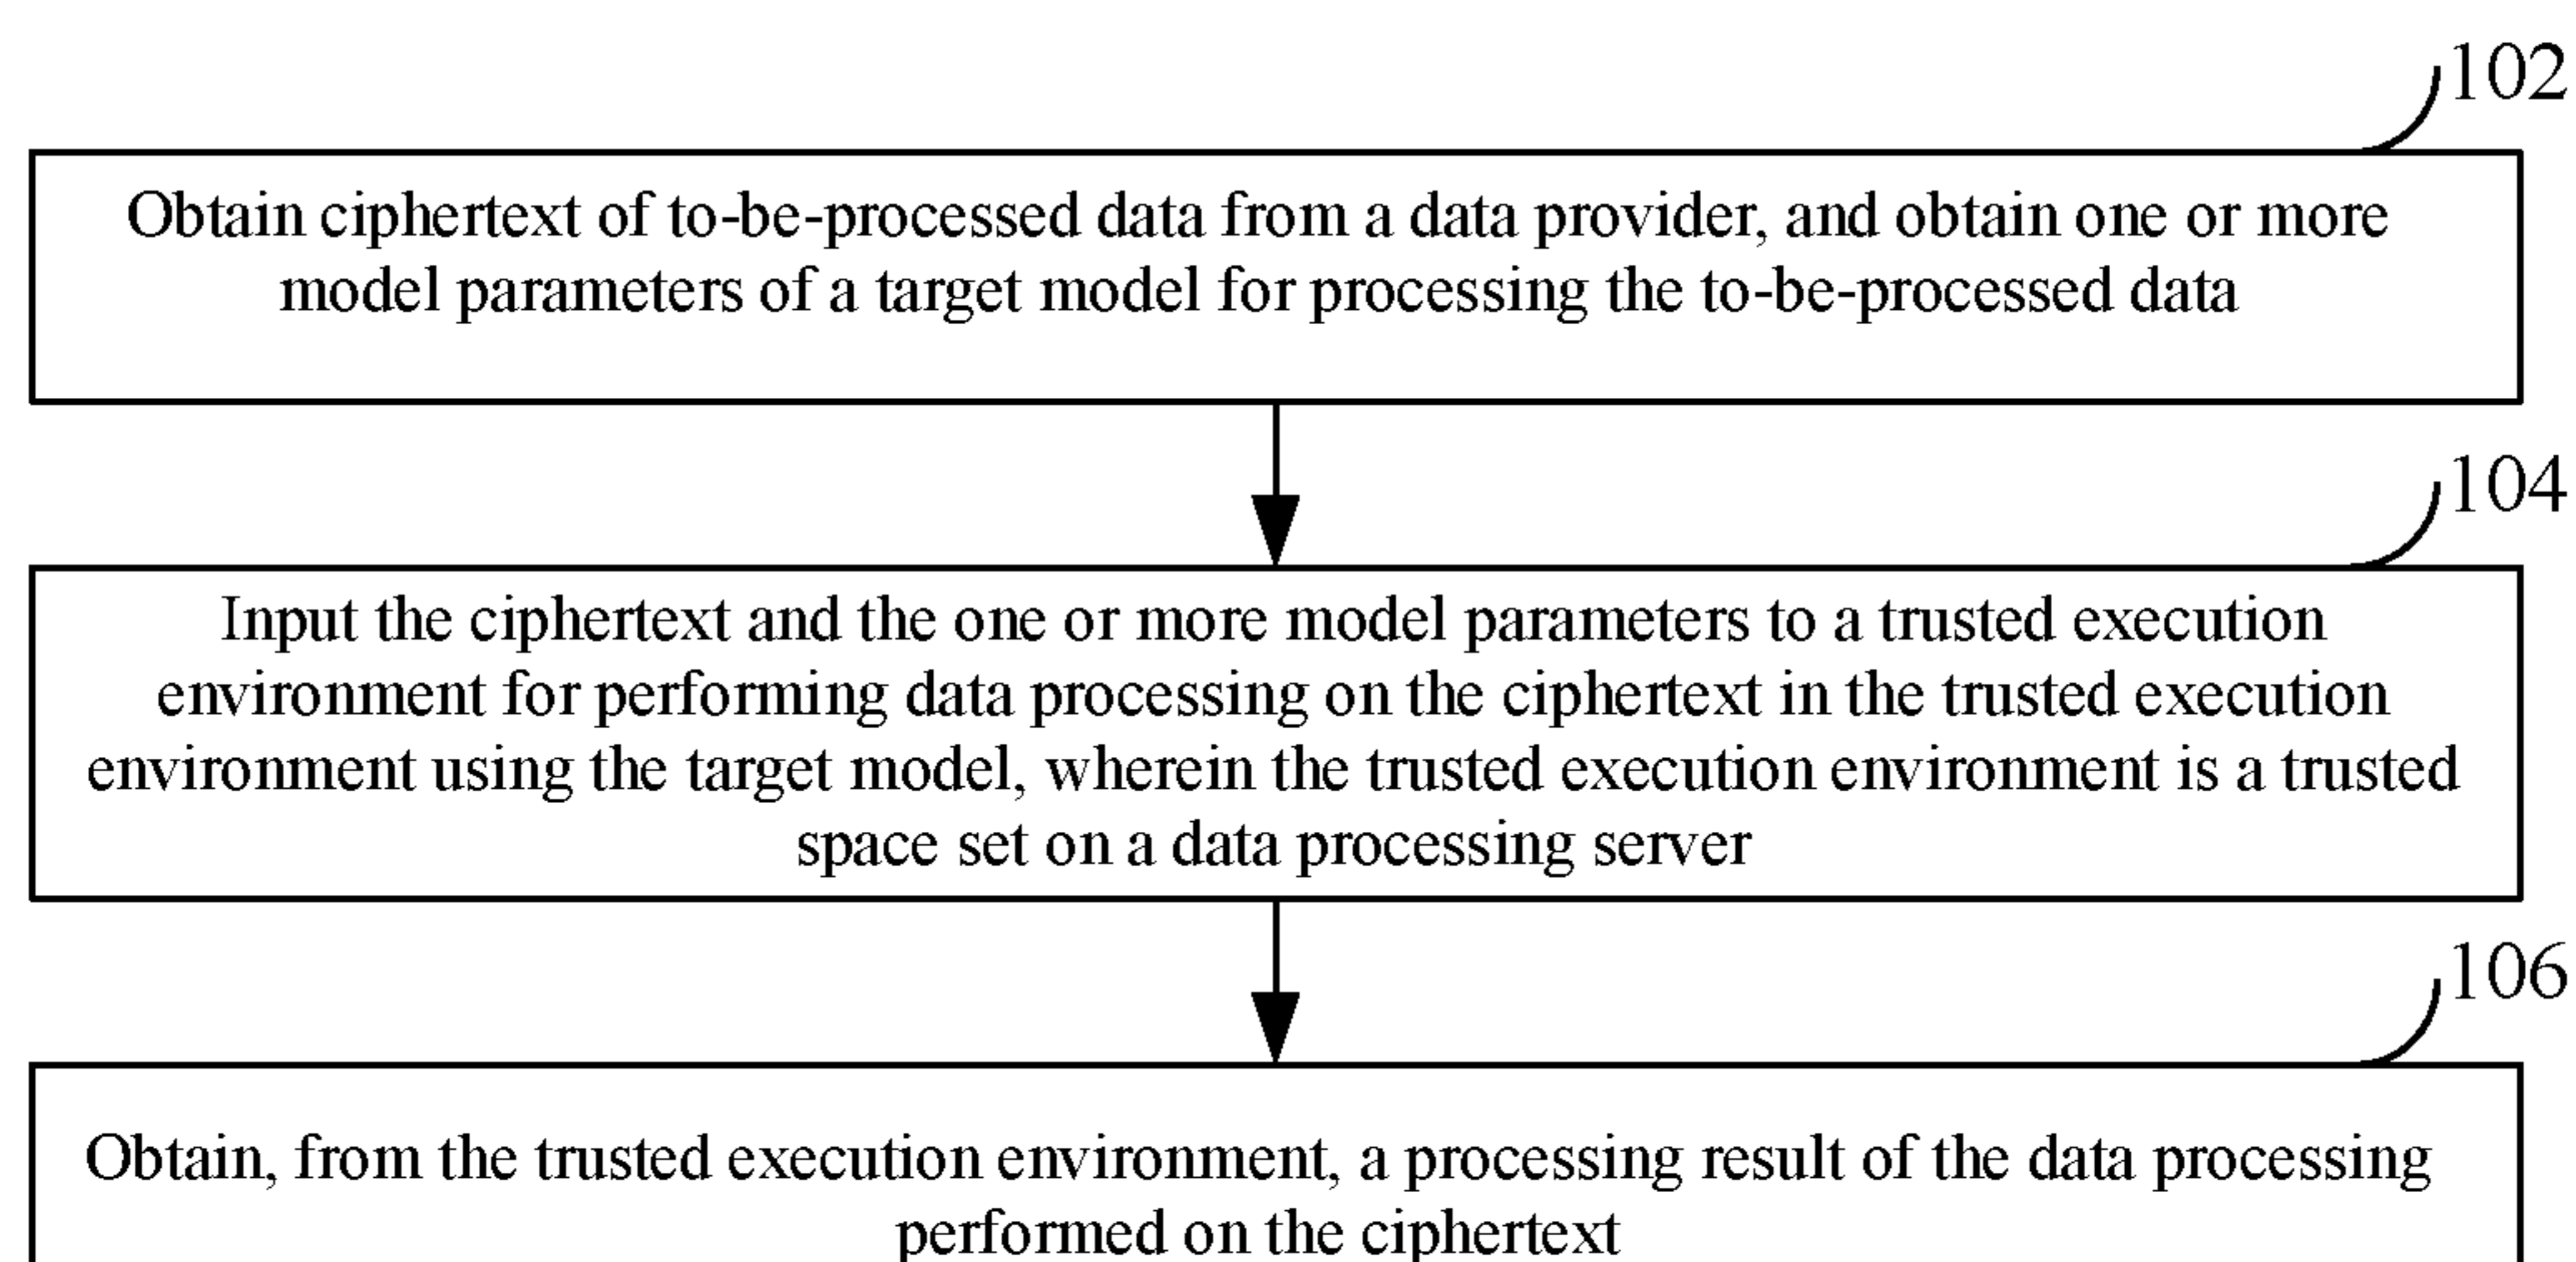 102
Obtain ciphertext of to-be-processed data from a data provider, and obtain one or more
model parameters of a target model for processing the to-be-processed data
104
Input the ciphertext and the one or more model parameters to a trusted execution
environment for performing data processing on the ciphertext in the trusted execution
environment using the target model, wherein the trusted execution environment is a trusted
space set on a data processing server
106
Obtain, from the trusted execution environment, a processing result of the data processing
performed on the ciphertext